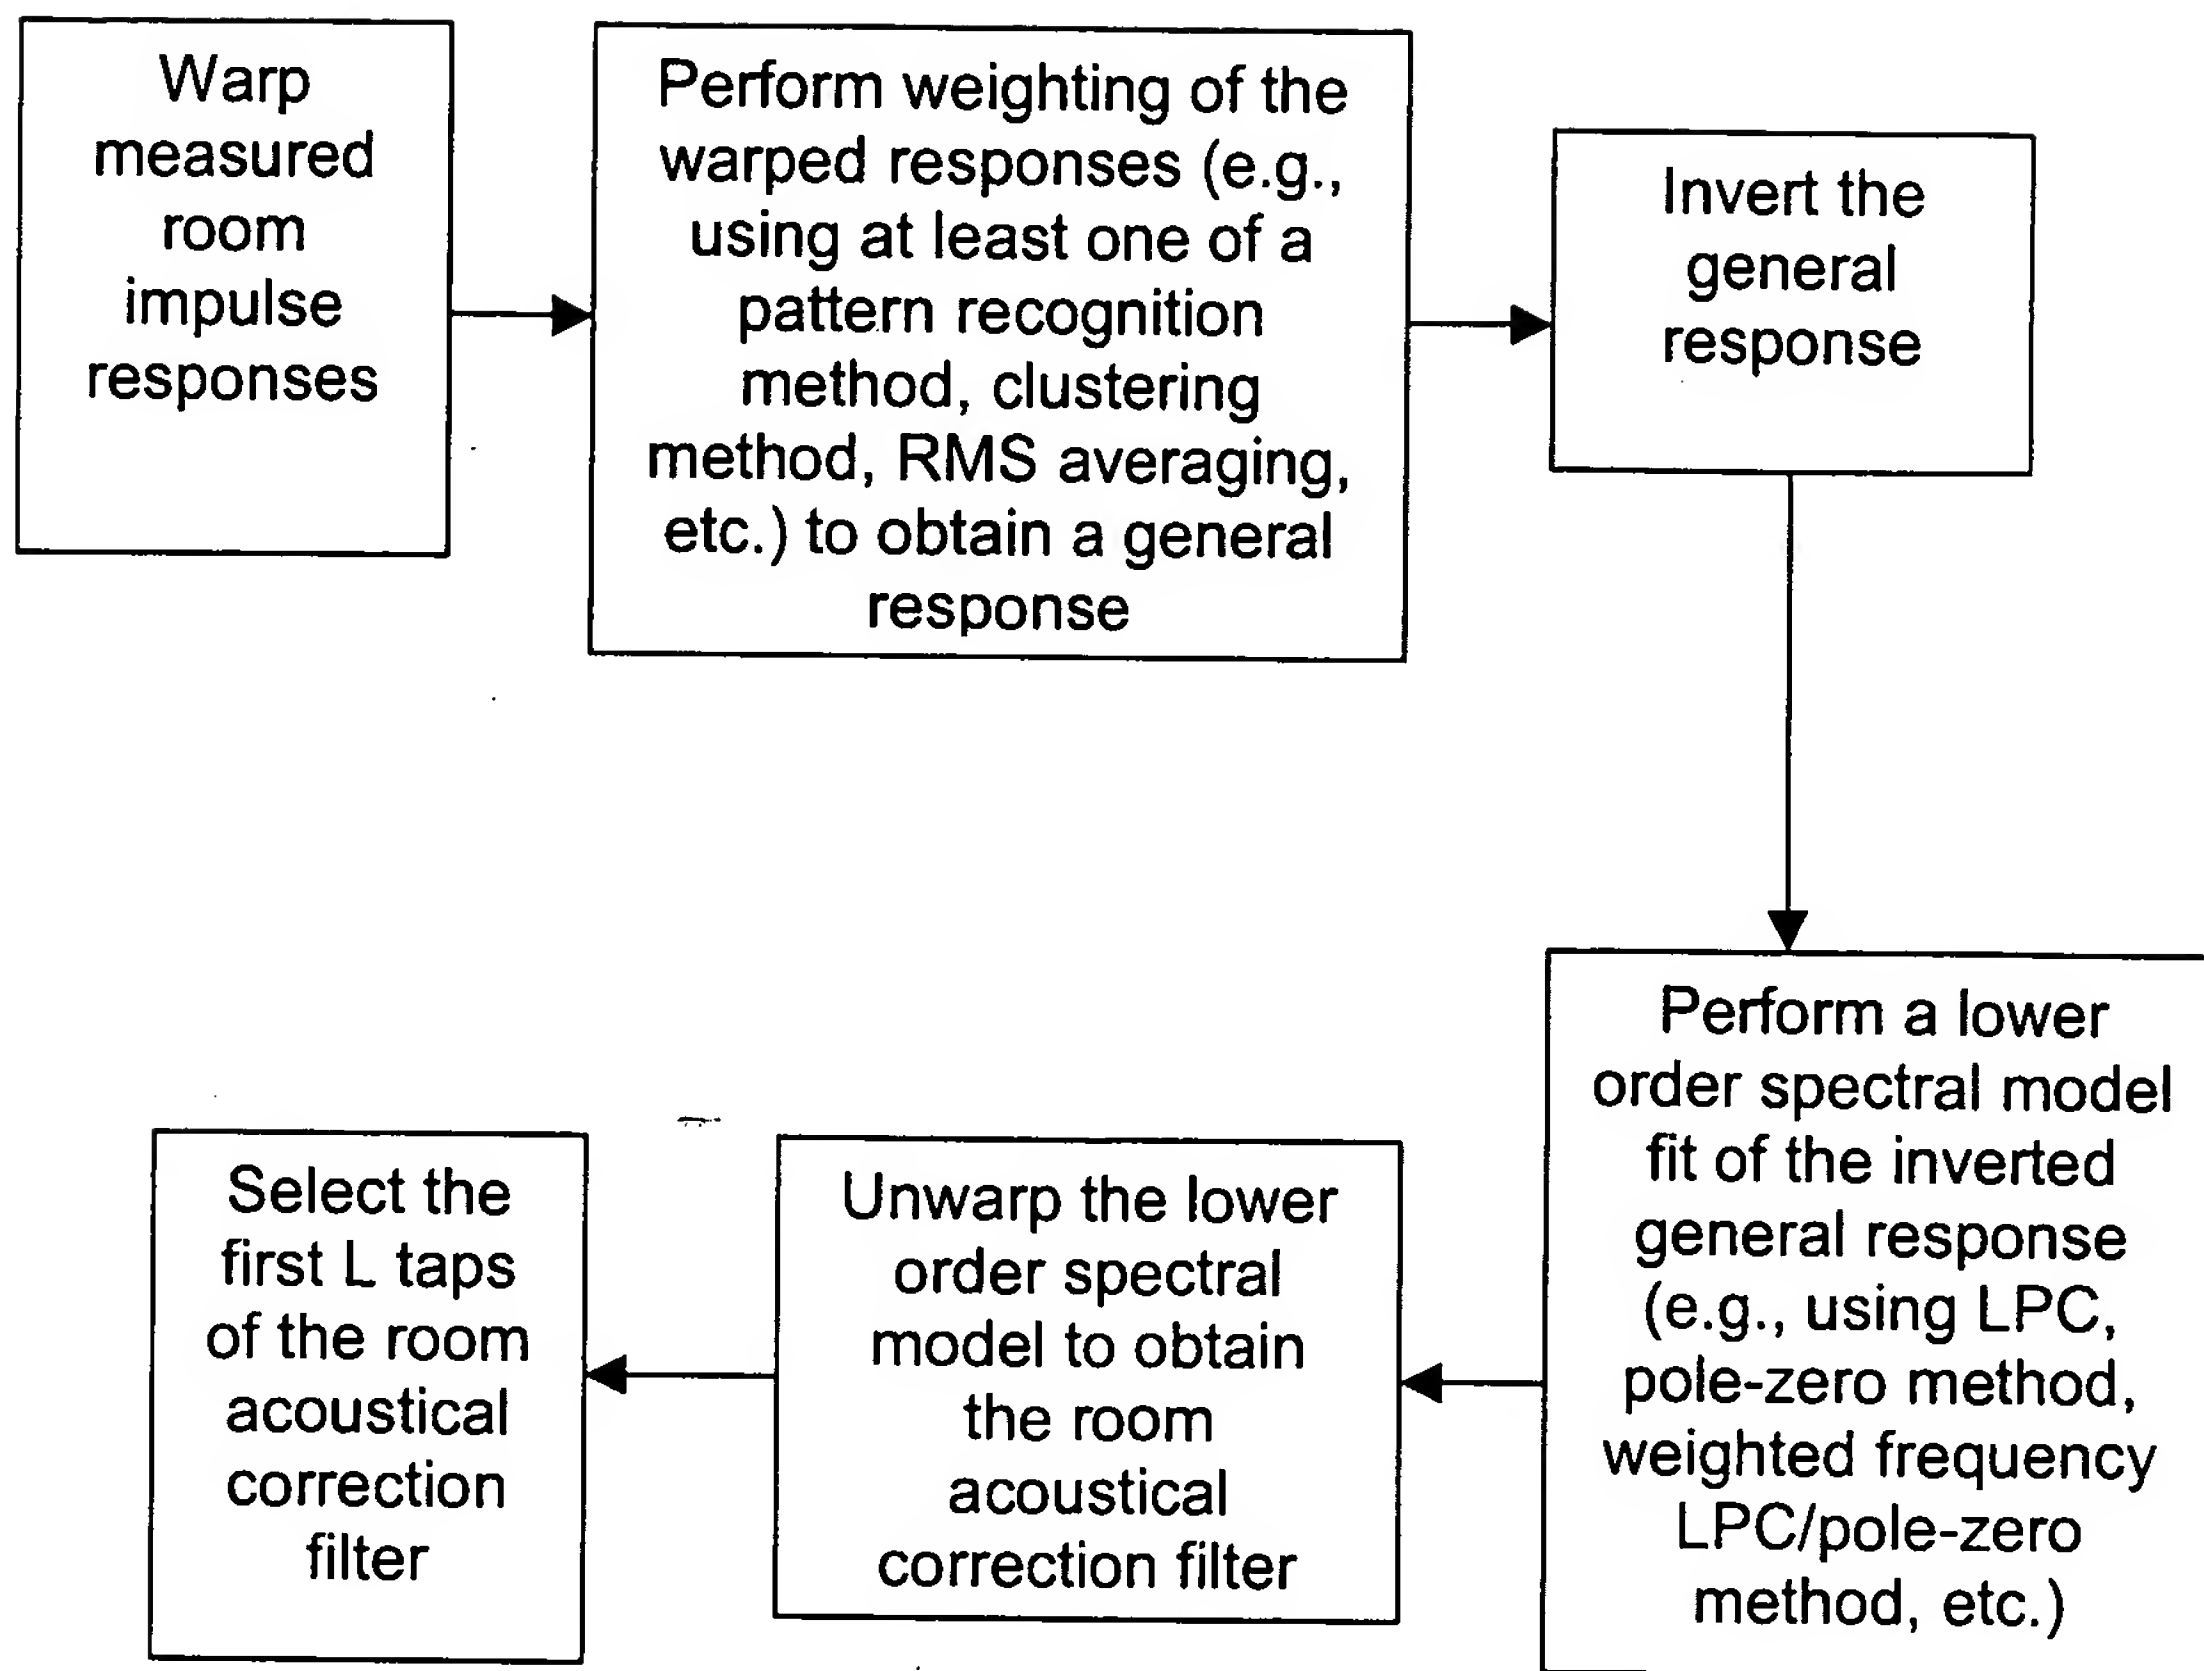 Warp
measured
room
impulse
responses
Perform weighting of the
warped responses (e.g.,
using at least one of a
pattern recognition
method, clustering
method, RMS averaging,
etc.) to obtain a general
response
Invert the
general
response
Perform a lower
order spectral model
fit of the inverted
general response
(e.g., using LPC,
pole-zero method,
weighted frequency
LPC/pole-zero
method, etc.)
Unwarp the lower
order spectral
model to obtain
the room
acoustical
correction filter
Select the
first L taps
of the room
acoustical
correction
filter